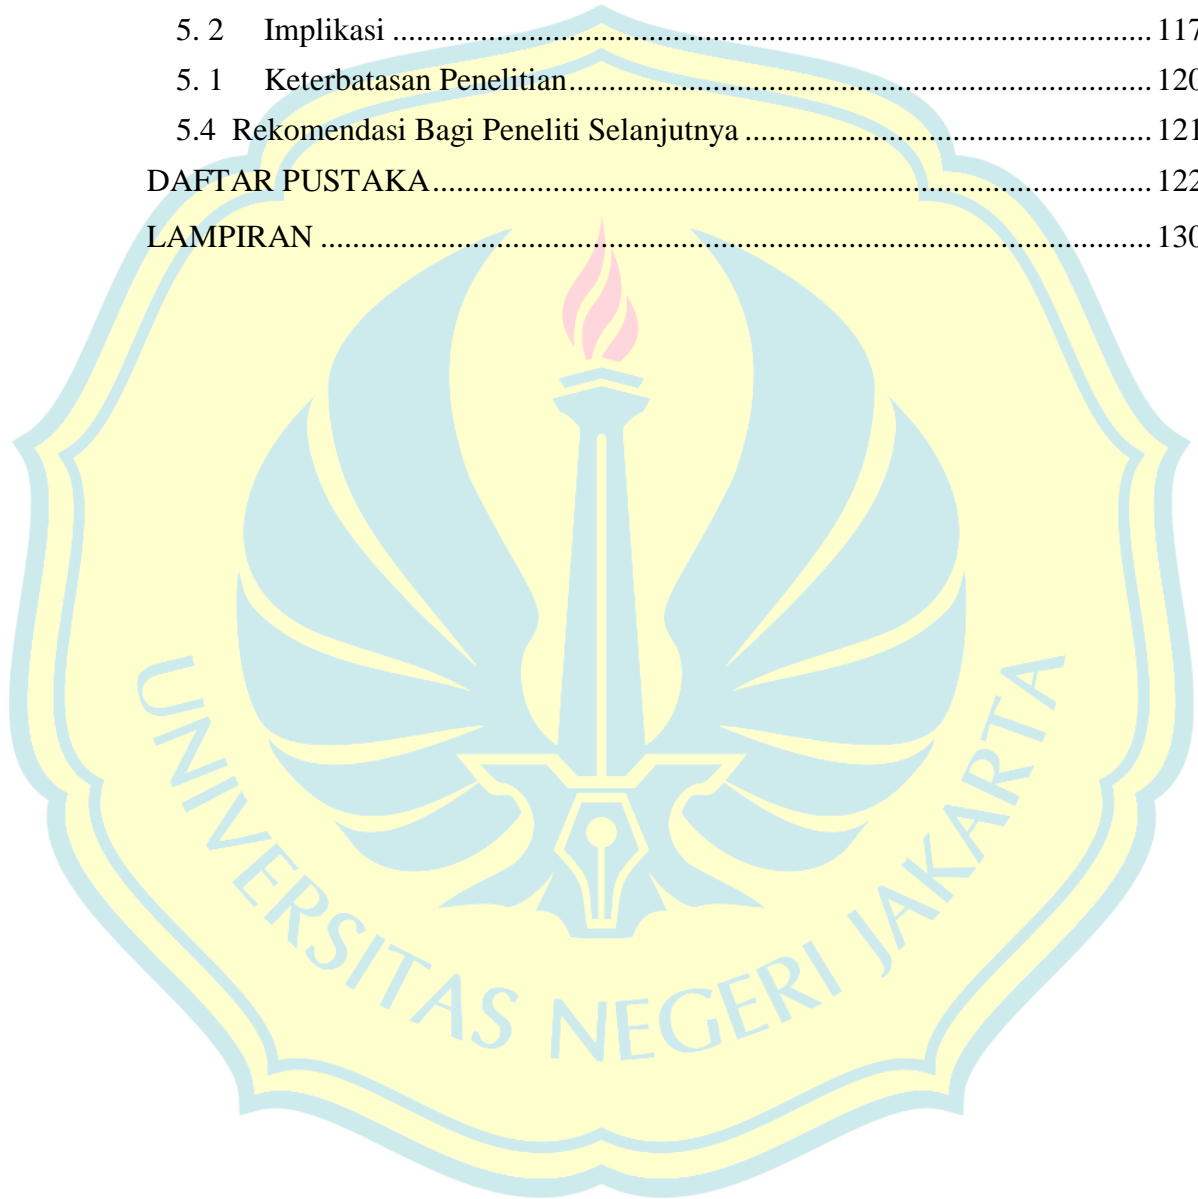 5. 2 Implikasi ........................................................................................... 117
5. 1 Keterbatasan Penelitian...................................................................... 120
5.4 Rekomendasi Bagi Peneliti Selanjutnya ................................................. 121
DAFTAR PUSTAKA...................................................................................... 122
LAMPIRAN .................................................................................................. 130
UNIVERSITAS NEGERI JAKARTA